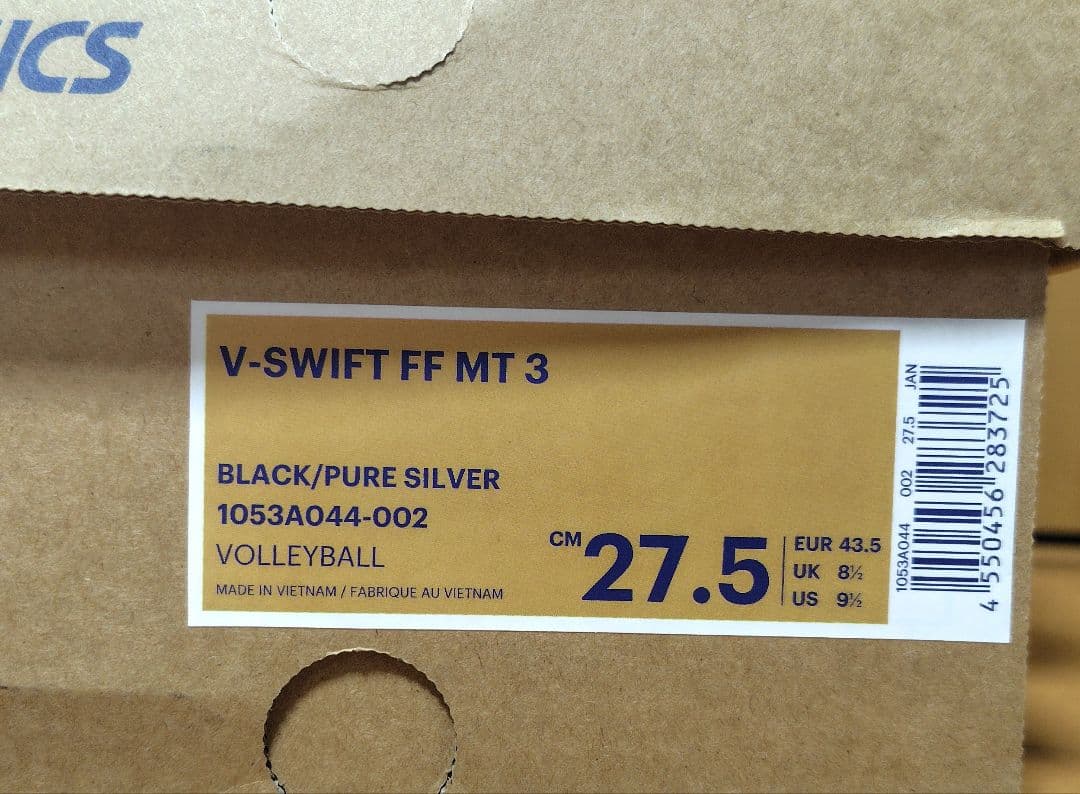 ICS
V-SWIFT FF MT 3
BLACK/PURE SILVER
1053A044-002
VOLLEYBALL
MADE IN VIETNAM / FABRIQUE AU VIETNAM
CM 27.5
EUR 43.5
UK 8½
US 9½
1053A044 002 27.5 JAN
4 550456 283725